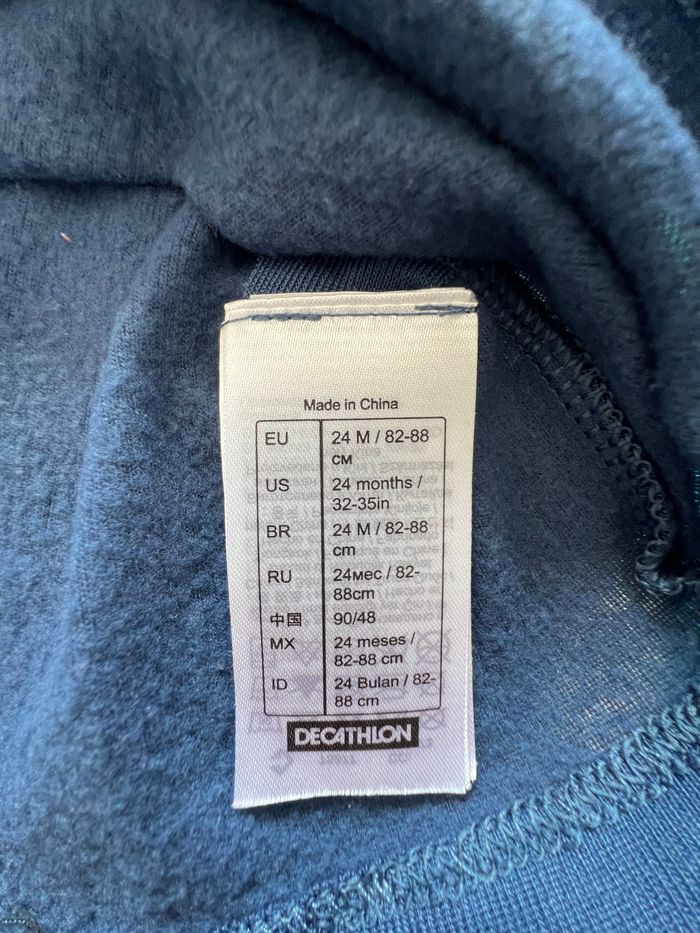 Made in China
EU 24 M / 82-88
см
US 24 months /
32-35in
BR 24 M / 82-88
cm
RU 24мес / 82-
88cm
中国 90/48
MX 24 meses /
82-88 cm
ID 24 Bulan / 82-
88 cm
DECATHLON